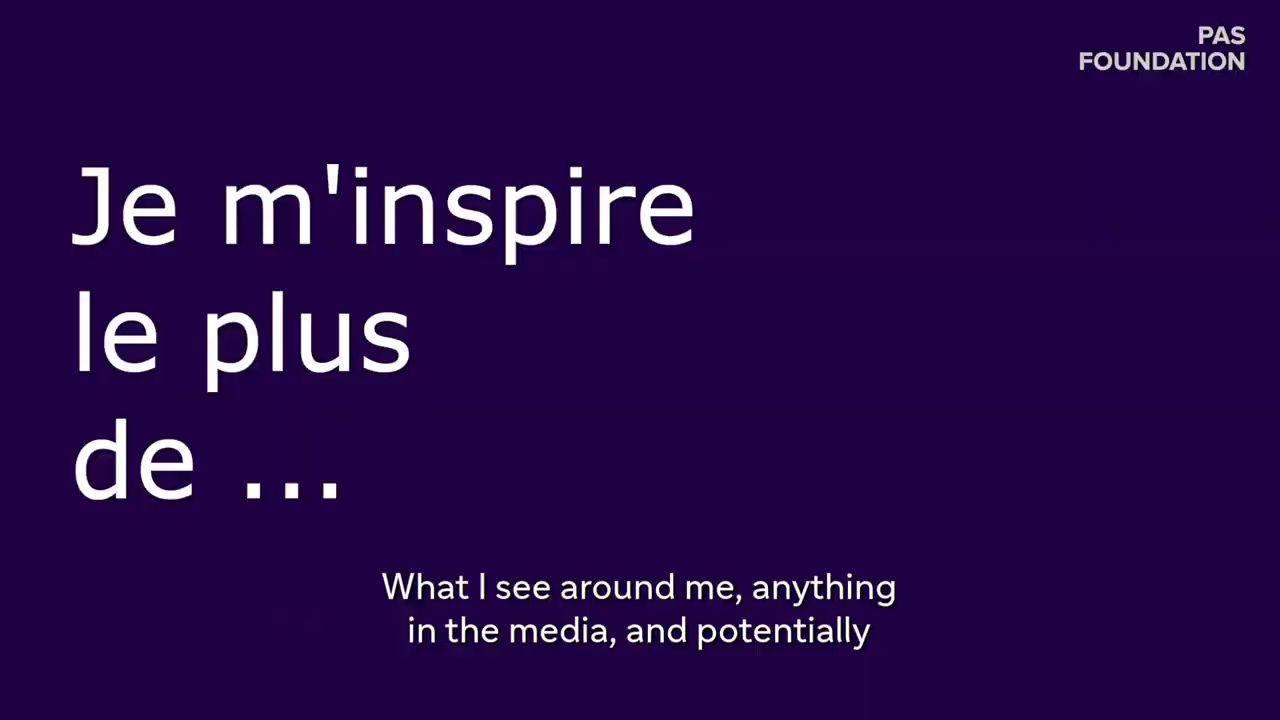 PAS
FOUNDATION
Je m'inspire
le plus
de ...
What I see around me, anything
in the media, and potentially